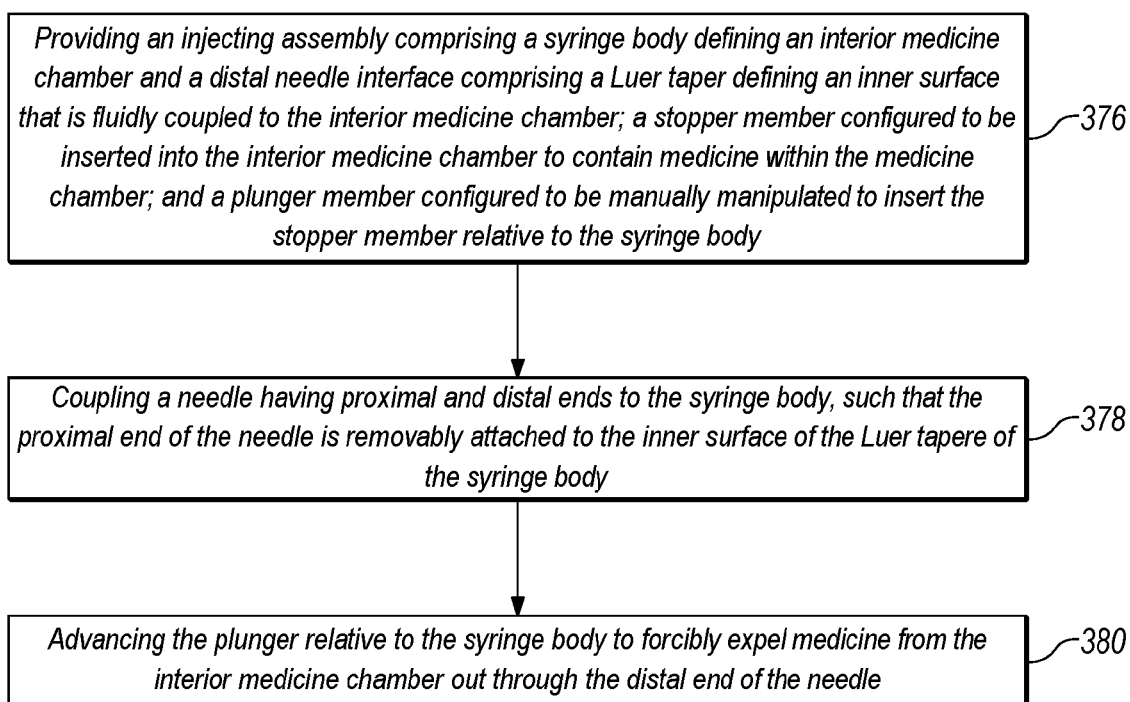 Providing an injecting assembly comprising a syringe body defining an interior medicine
chamber and a distal needle interface comprising a Luer taper defining an inner surface
that is fluidly coupled to the interior medicine chamber; a stopper member configured to be
inserted into the interior medicine chamber to contain medicine within the medicine
chamber; and a plunger member configured to be manually manipulated to insert the
stopper member relative to the syringe body
376
Coupling a needle having proximal and distal ends to the syringe body, such that the
proximal end of the needle is removably attached to the inner surface of the Luer tapere of
the syringe body
378
Advancing the plunger relative to the syringe body to forcibly expel medicine from the
interior medicine chamber out through the distal end of the needle
380